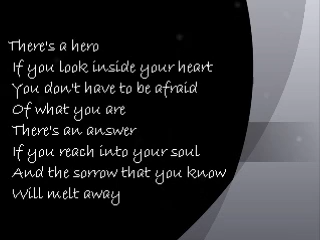 There's a hero
If you look inside your heart
You don't have to be afraid
Of what you are
There's an answer
If you reach into your soul
And the sorrow that you know
Will melt away